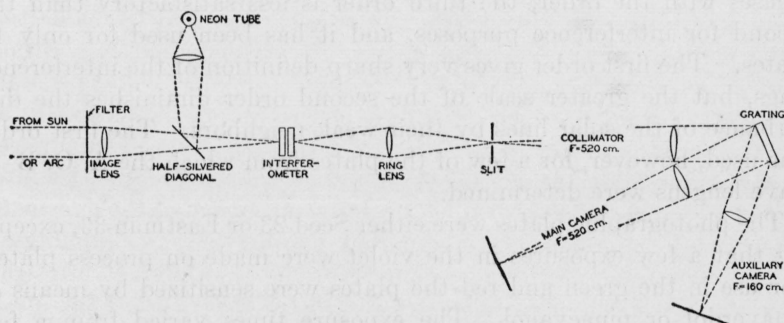 NEON TUBE
FROM SUN
OR ARC
IMAGE
LENS
HALF-SILVERED
DIAGONAL
INTERFER-
OMETER
RING
LENS
SLIT
COLLIMATOR
F=520 cm.
GRATING
MAIN CAMERA
F=520 cm.
AUXILIARY
CAMERA
F=160 cm.